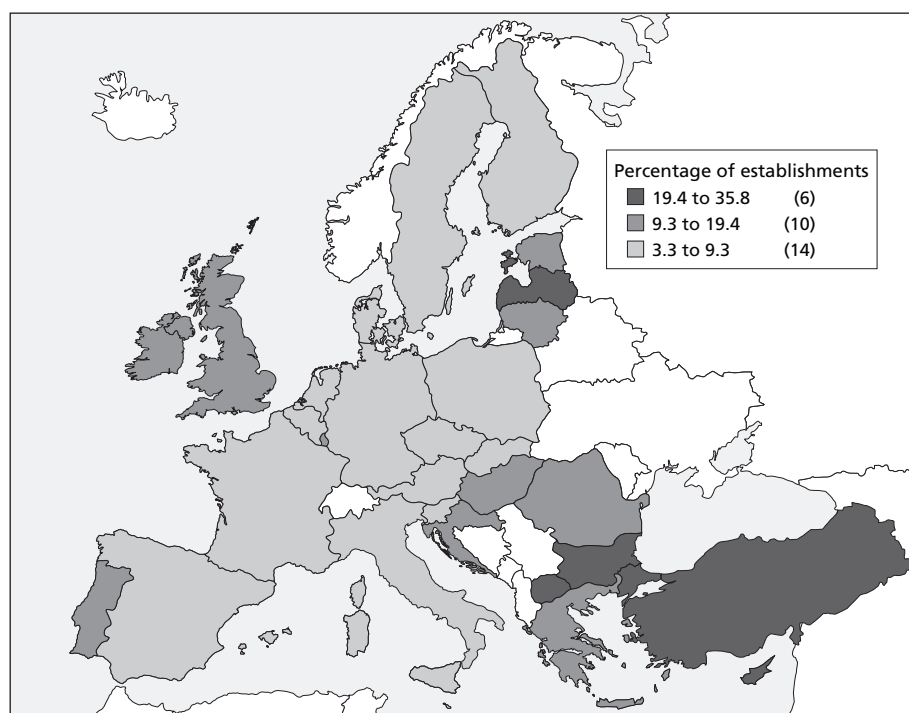 Percentage of establishments
19.4 to 35.8 (6)
9.3 to 19.4 (10)
3.3 to 9.3 (14)